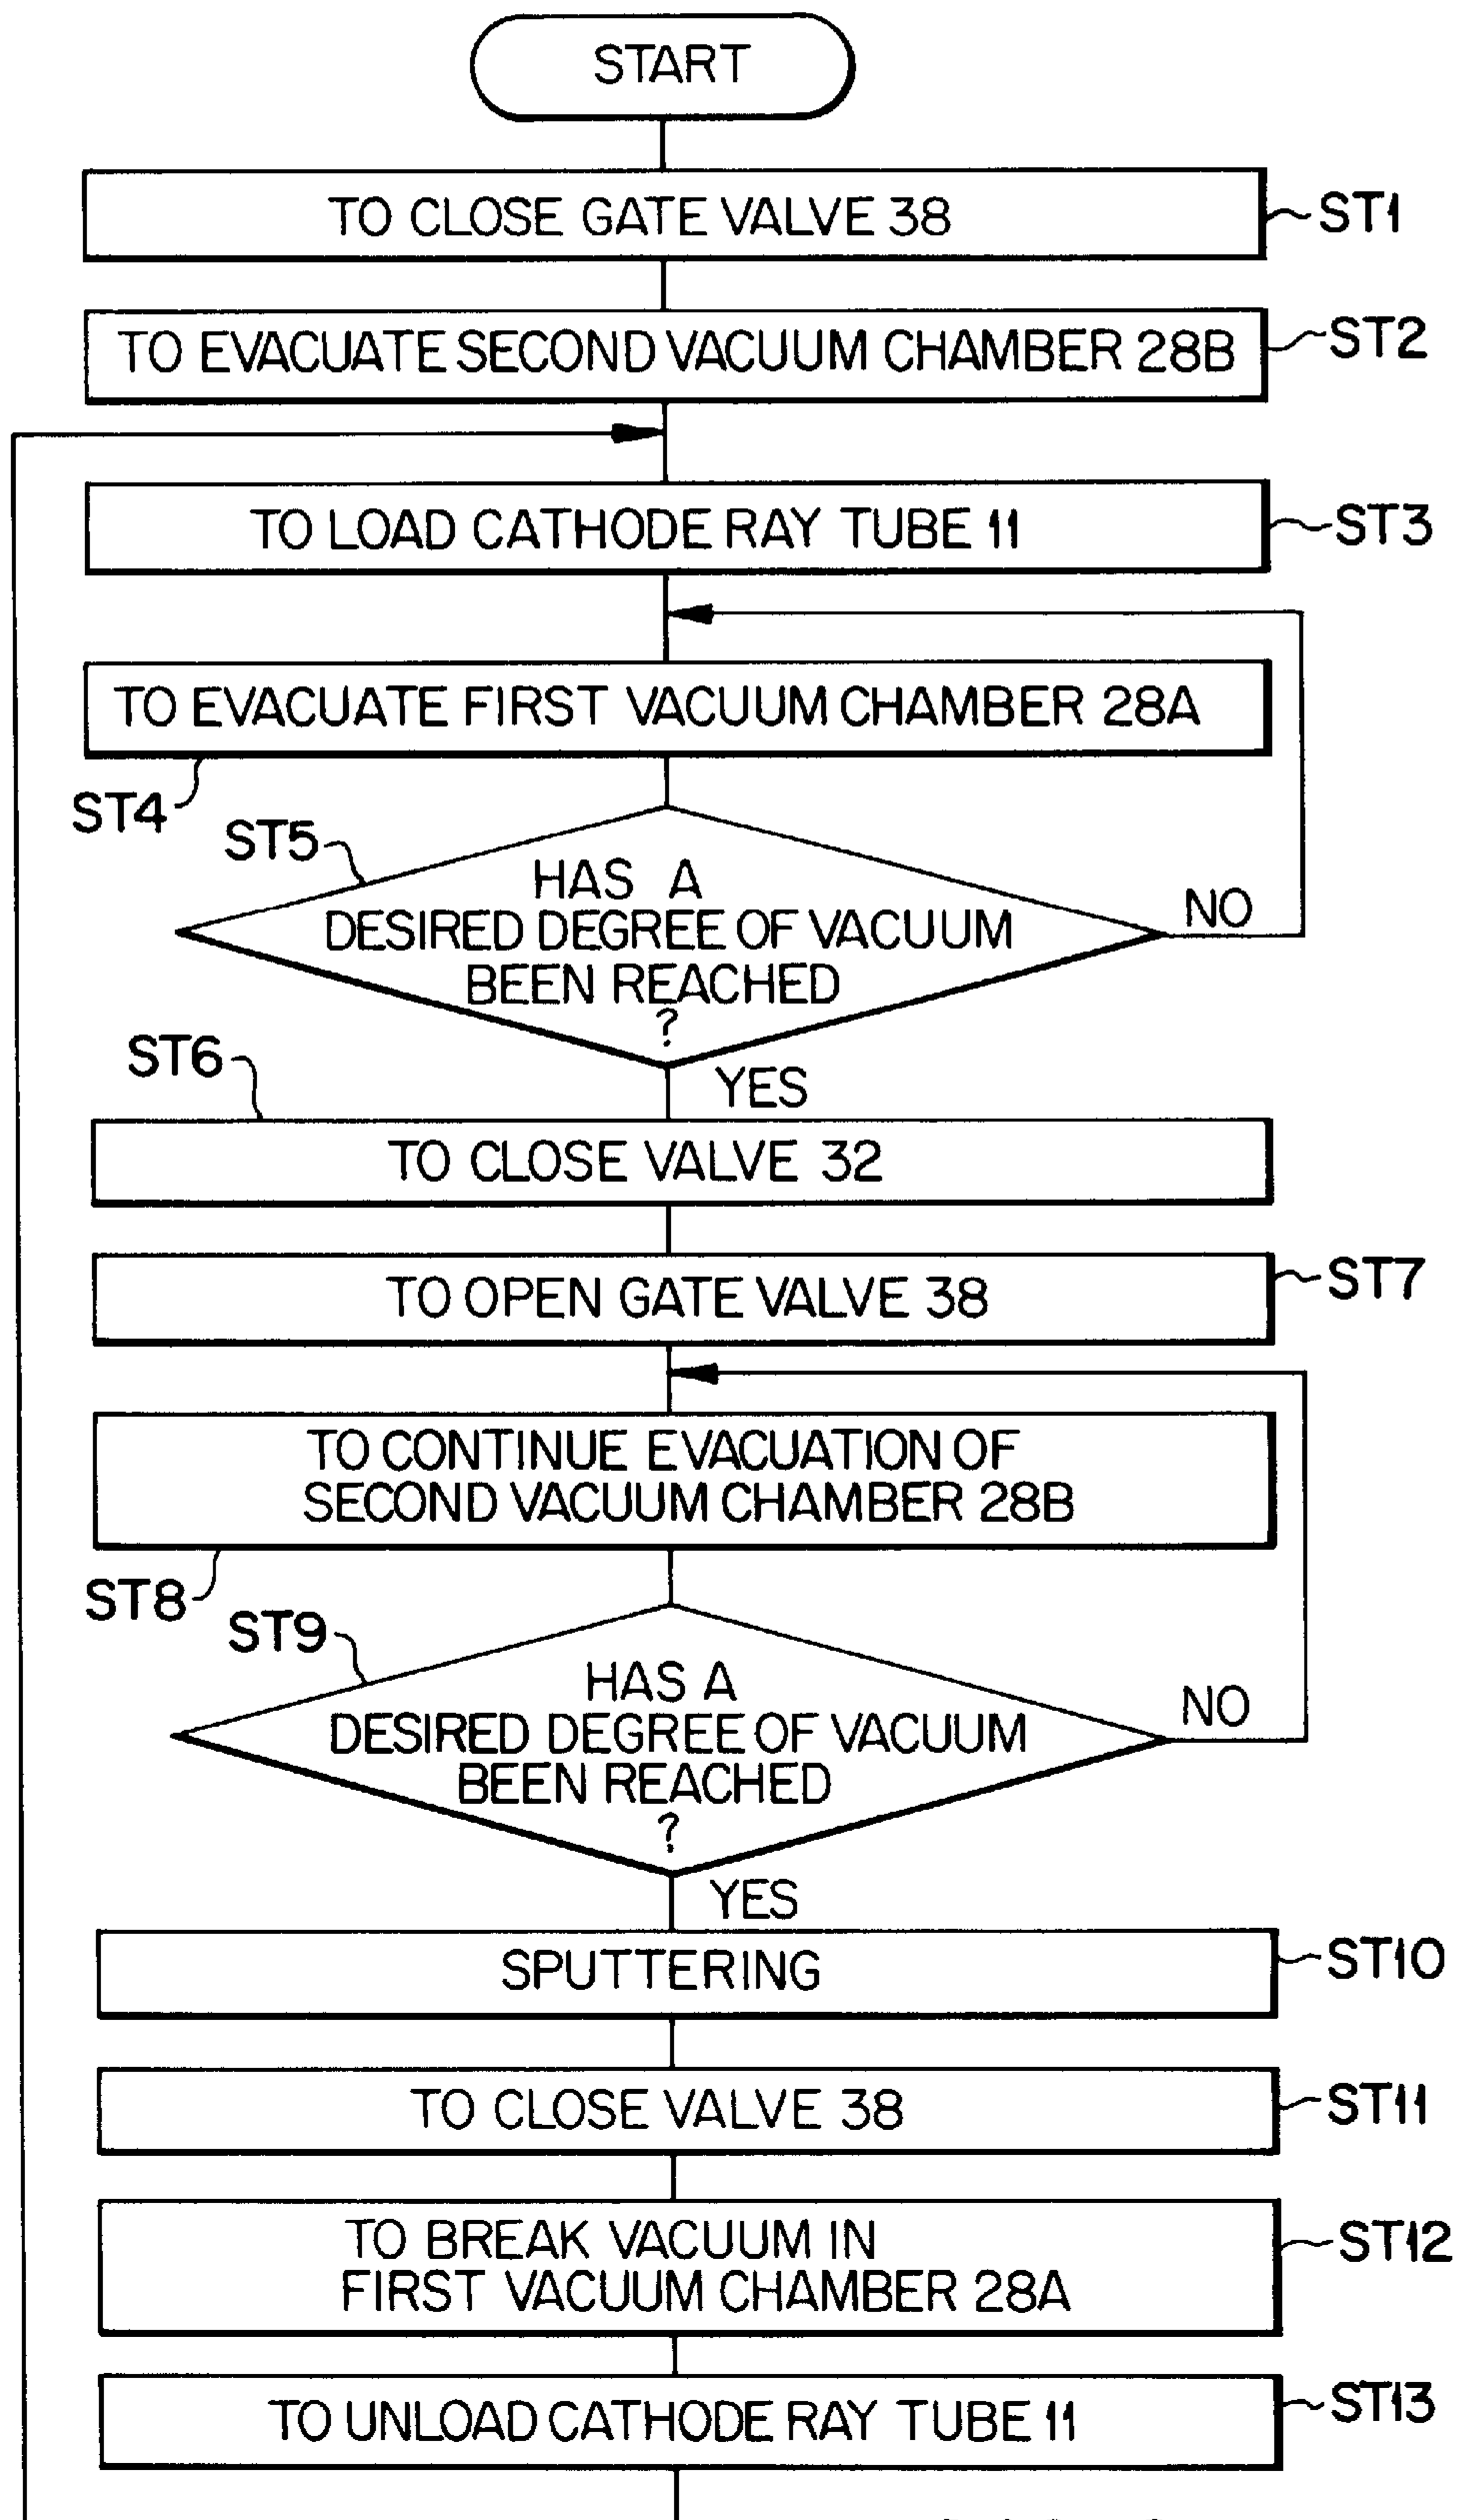 START
TO CLOSE GATE VALVE 38
ST1
TO EVACUATE SECOND VACUUM CHAMBER 28B
ST2
TO LOAD CATHODE RAY TUBE 11
ST3
TO EVACUATE FIRST VACUUM CHAMBER 28A
ST4
ST5
HAS A
DESIRED DEGREE OF VACUUM
BEEN REACHED
?
NO
YES
ST6
TO CLOSE VALVE 32
TO OPEN GATE VALVE 38
ST7
TO CONTINUE EVACUATION OF
SECOND VACUUM CHAMBER 28B
ST8
ST9
HAS A
DESIRED DEGREE OF VACUUM
BEEN REACHED
?
NO
YES
SPUTTERING
ST10
TO CLOSE VALVE 38
ST11
TO BREAK VACUUM IN
FIRST VACUUM CHAMBER 28A
ST12
TO UNLOAD CATHODE RAY TUBE 11
ST13